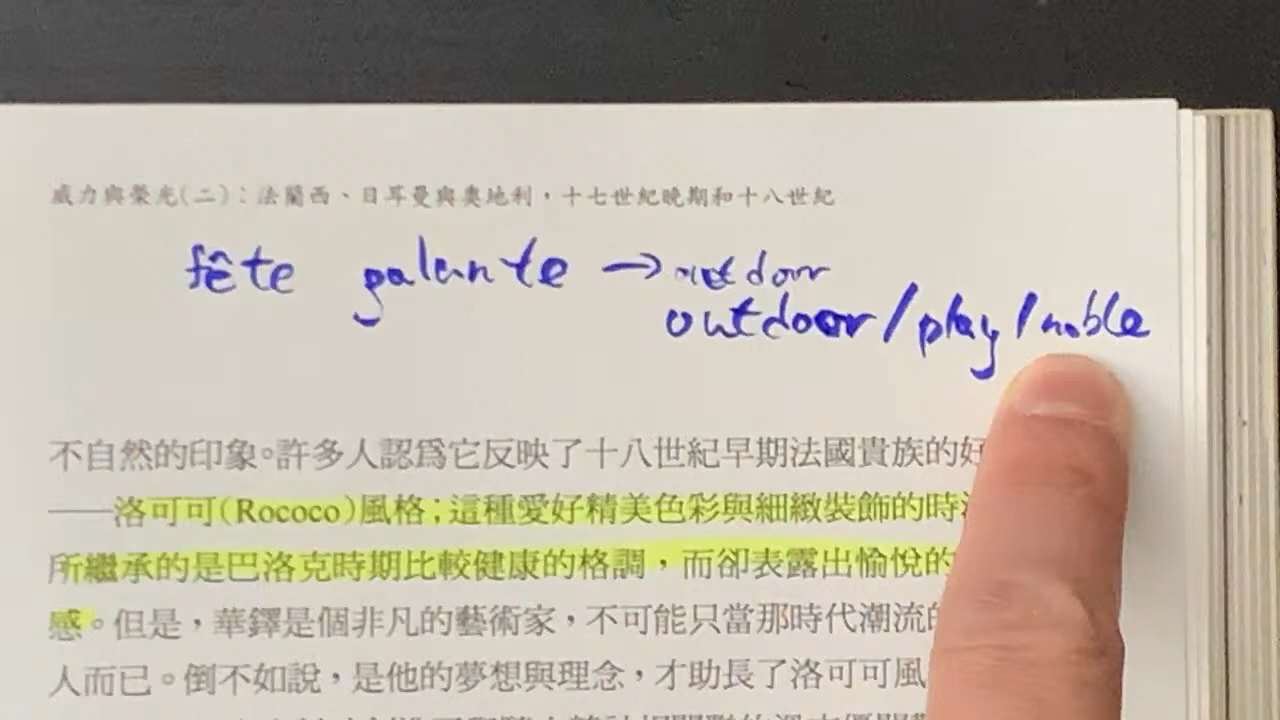 威力與榮光(二):法蘭西、日耳曼與奧地利,十七世紀晚期和十八世紀
fête galante → outdoor
outdoor/play/noble
不自然的印象。許多人認爲它反映了十八世紀早期法國貴族的好
——洛可可(Rococo)風格;這種愛好精美色彩與細緻裝飾的時
所繼承的是巴洛克時期比較健康的格調,而卻表露出愉悅的
感。但是,華鐸是個非凡的藝術家,不可能只當那時代潮流的
人而已。倒不如說,是他的夢想與理念,才助長了洛可可風